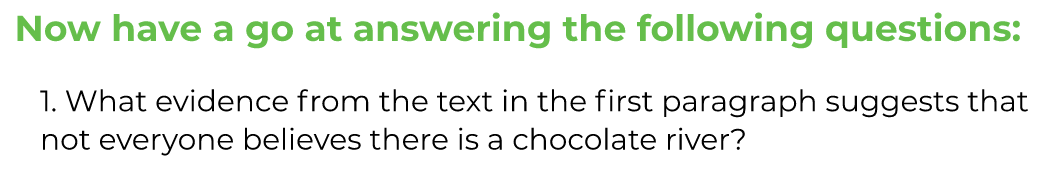 Now have a go at answering the following questions:
1. What evidence from the text in the first paragraph suggests that
not everyone believes there is a chocolate river?